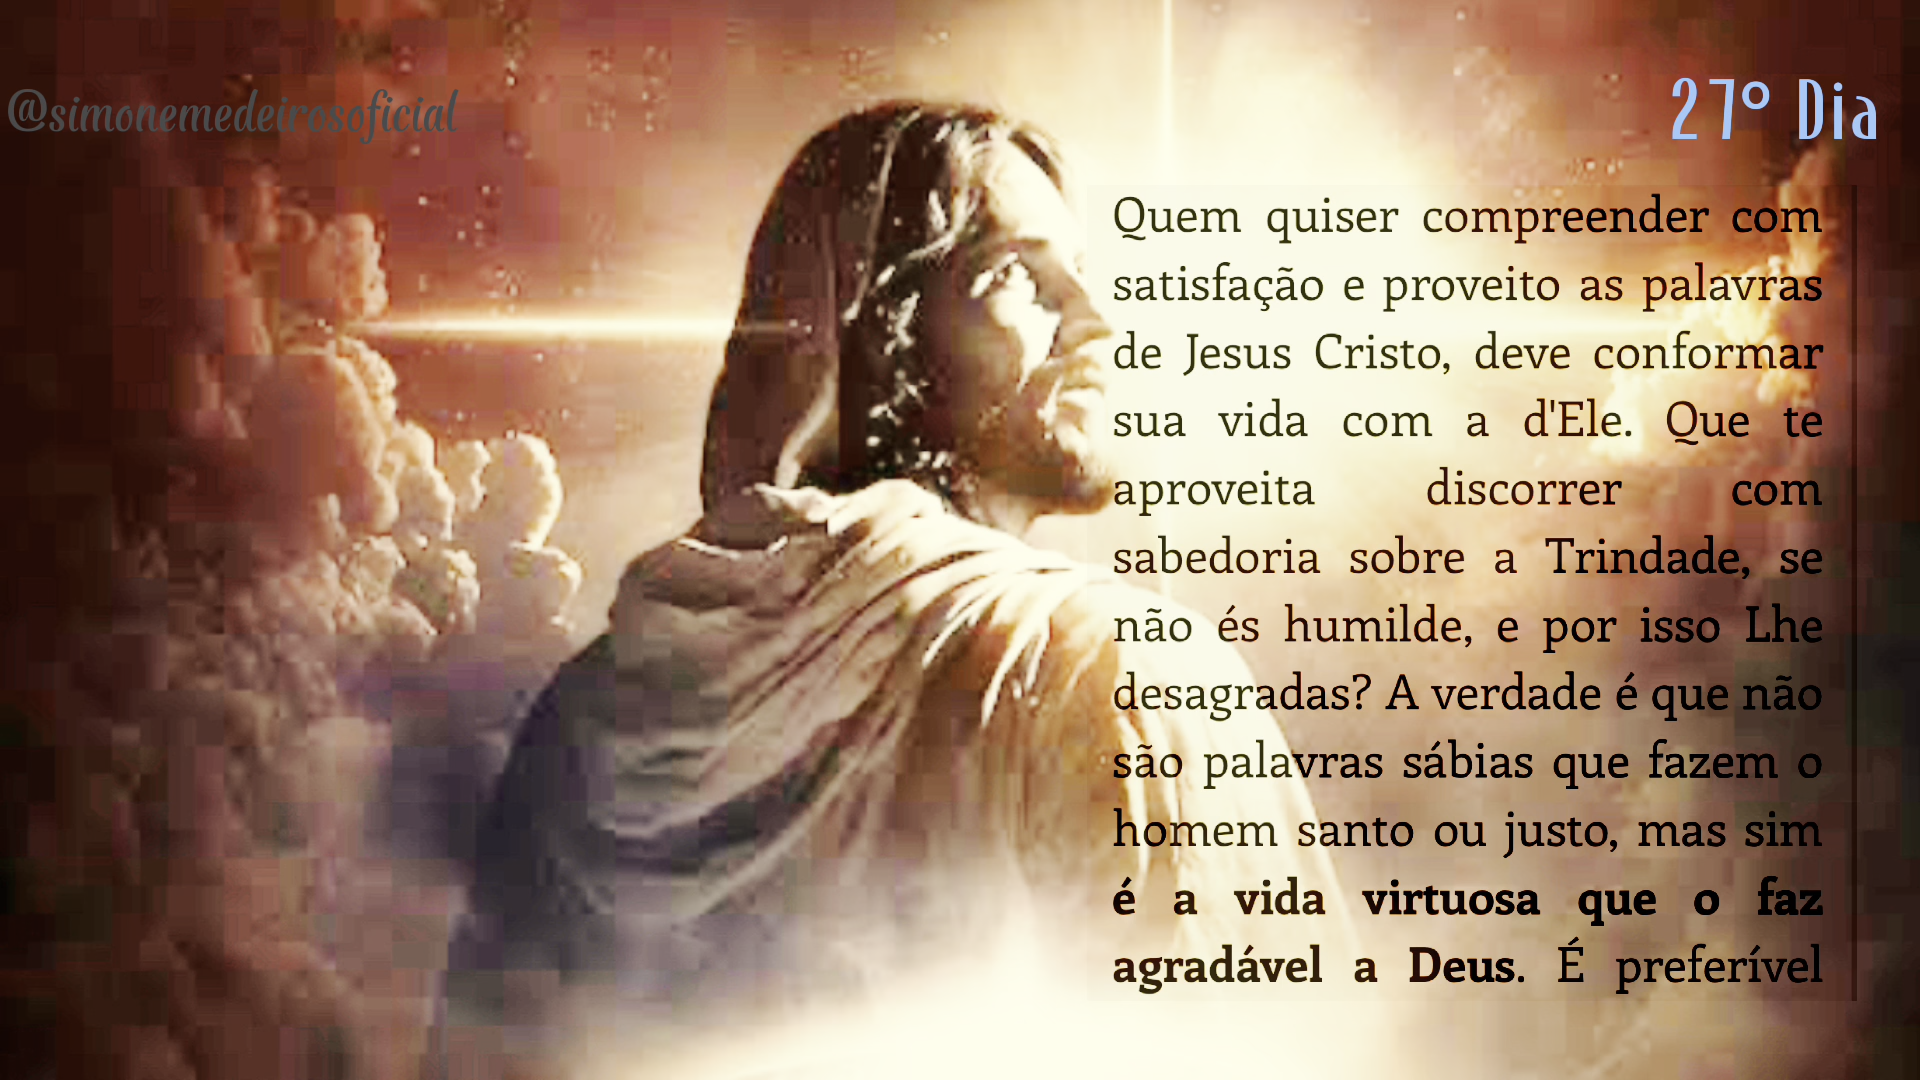 @simonemedeirosoficial
27º Dia
Quem quiser compreender com
satisfação e proveito as palavras
de Jesus Cristo, deve conformar
sua vida com a d'Ele. Que te
aproveita discorrer com
sabedoria sobre a Trindade, se
não és humilde, e por isso Lhe
desagradas? A verdade é que não
são palavras sábias que fazem o
homem santo ou justo, mas sim
é a vida virtuosa que o faz
agradável a Deus. É preferível